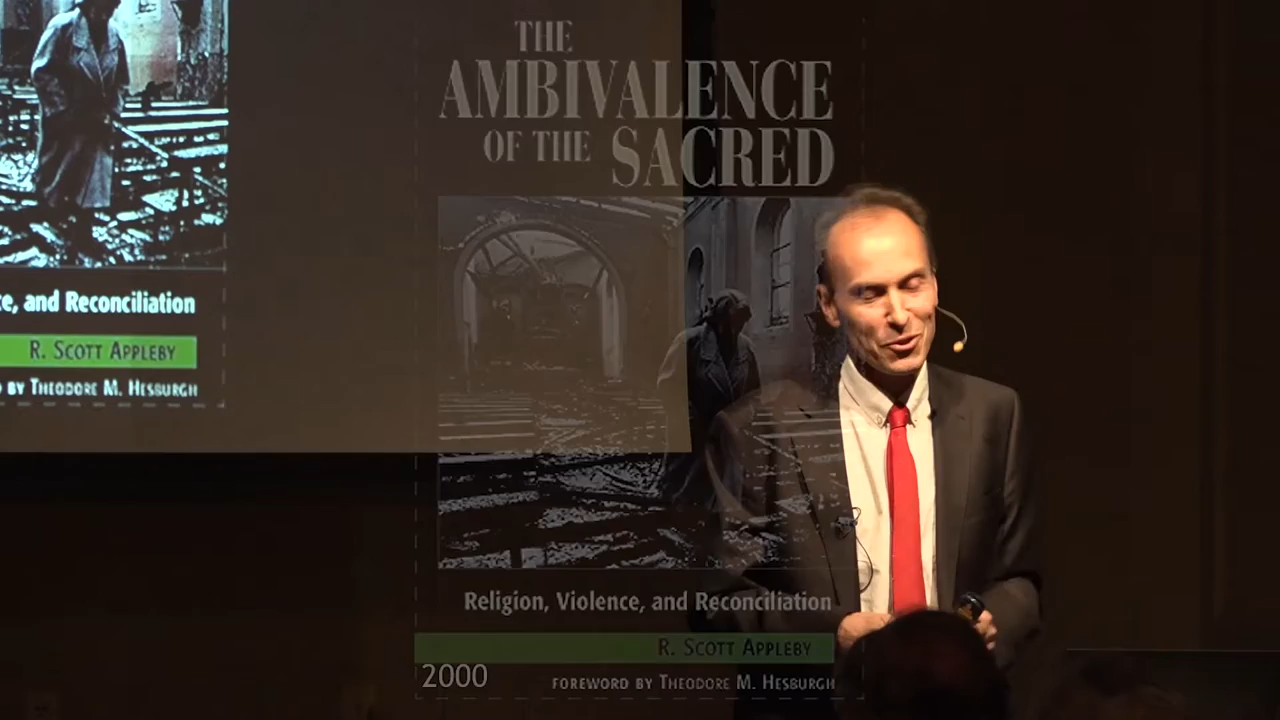 THE
AMBIVALENCE
OF THE SACRED
Religion, Violence, and Reconciliation
R. SCOTT APPLEBY
2000
FOREWORD BY THEODORE M. HESBURGH
and Reconciliation
R. SCOTT APPLEBY
BY THEODORE M. HESBURGH